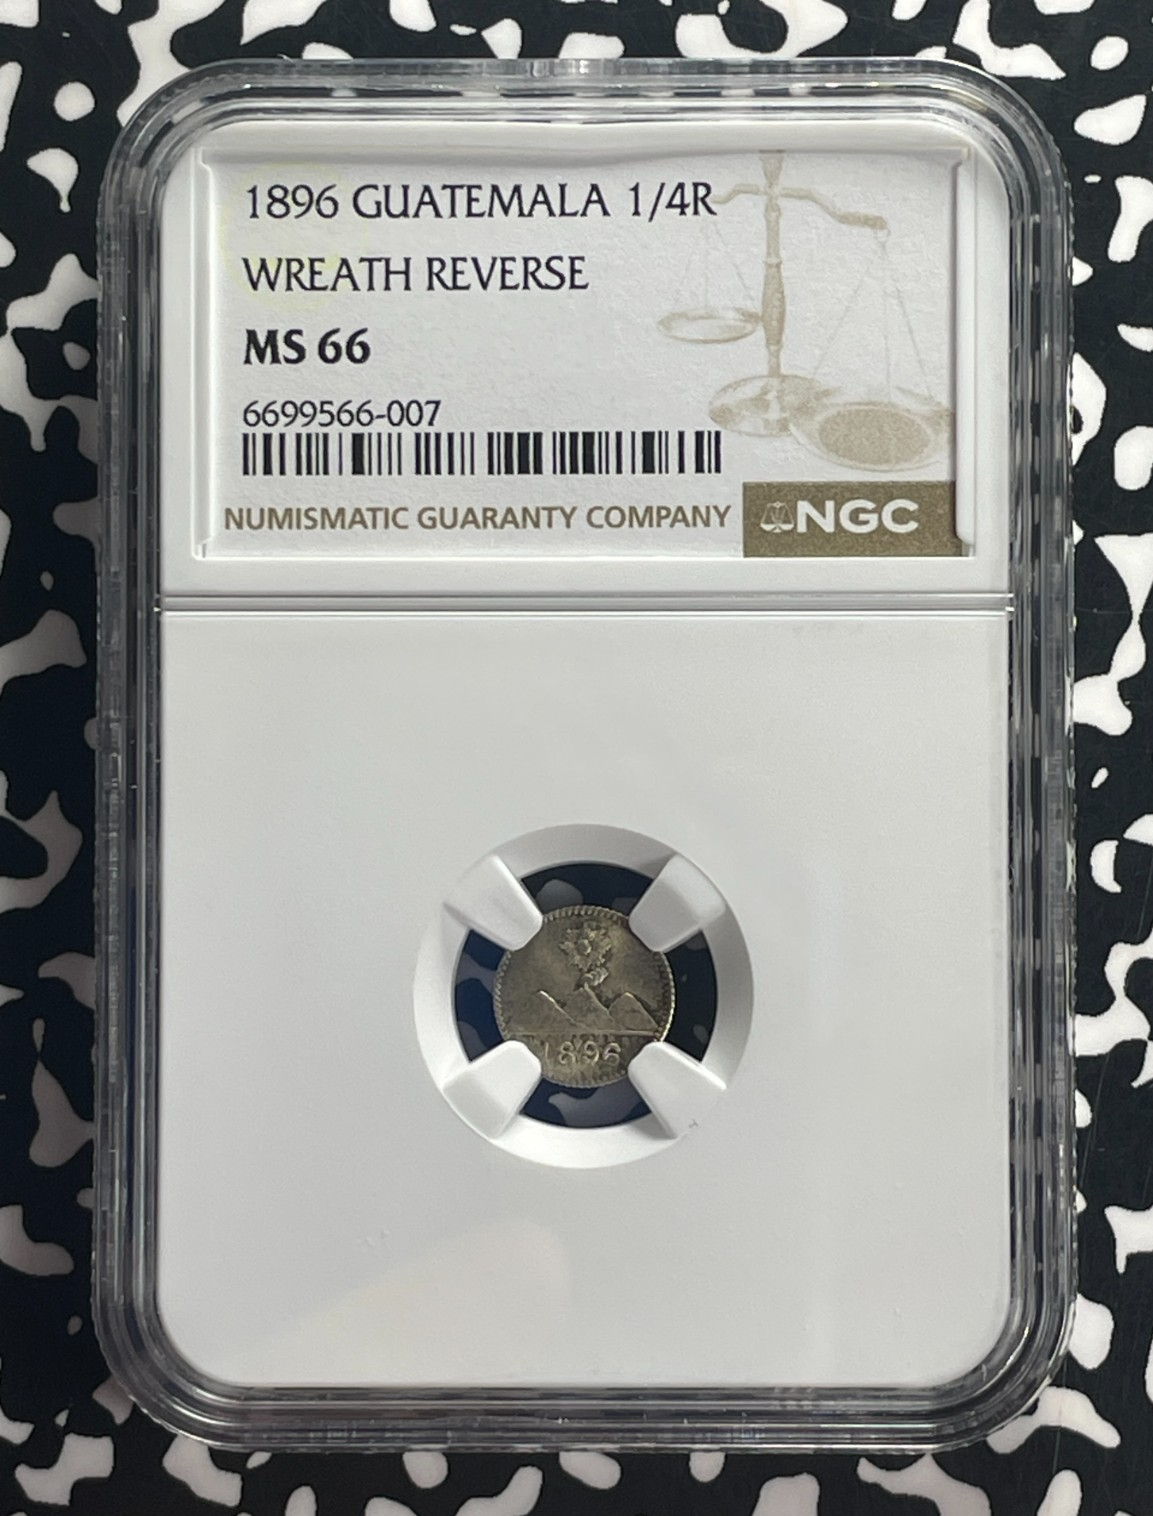 1896 GUATEMALA 1/4R
WREATH REVERSE
MS 66
6699566-007
NUMISMATIC GUARANTY COMPANY
NGC
1896